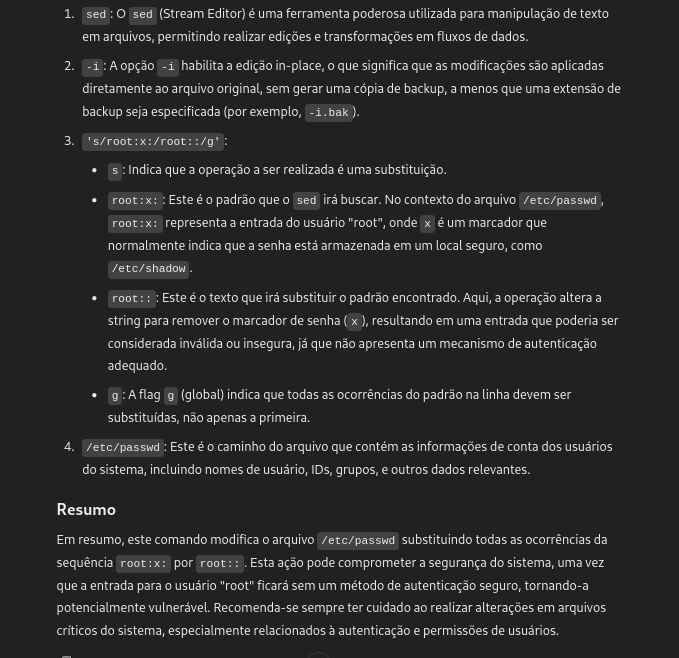 1. sed: O sed (Stream Editor) é uma ferramenta poderosa utilizada para manipulação de texto
em arquivos, permitindo realizar edições e transformações em fluxos de dados.
2. -i: A opção -i habilita a edição in-place, o que significa que as modificações são aplicadas
diretamente ao arquivo original, sem gerar uma cópia de backup, a menos que uma extensão de
backup seja especificada (por exemplo, -i.bak).
3. 's/root:x:/root::/g':
• s: Indica que a operação a ser realizada é uma substituição.
• root:x:: Este é o padrão que o sed irá buscar. No contexto do arquivo /etc/passwd,
root:x: representa a entrada do usuário "root", onde x é um marcador que
normalmente indica que a senha está armazenada em um local seguro, como
/etc/shadow.
• root::: Este é o texto que irá substituir o padrão encontrado. Aqui, a operação altera a
string para remover o marcador de senha (x), resultando em uma entrada que poderia ser
considerada inválida ou insegura, já que não apresenta um mecanismo de autenticação
adequado.
• g: A flag g (global) indica que todas as ocorrências do padrão na linha devem ser
substituídas, não apenas a primeira.
4. /etc/passwd: Este é o caminho do arquivo que contém as informações de conta dos usuários
do sistema, incluindo nomes de usuário, IDs, grupos, e outros dados relevantes.
Resumo
Em resumo, este comando modifica o arquivo /etc/passwd substituindo todas as ocorrências da
sequência root:x: por root::. Esta ação pode comprometer a segurança do sistema, uma vez
que a entrada para o usuário "root" ficará sem um método de autenticação seguro, tornando-a
potencialmente vulnerável. Recomenda-se sempre ter cuidado ao realizar alterações em arquivos
críticos do sistema, especialmente relacionados à autenticação e permissões de usuários.